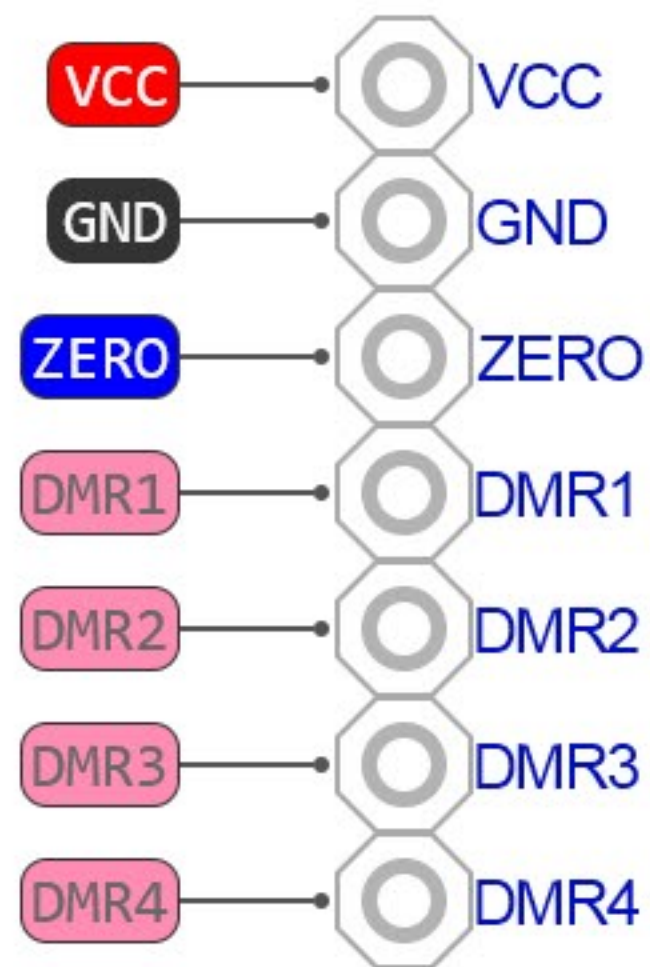 VCC VCC
GND GND
ZERO ZERO
DMR1 DMR1
DMR2 DMR2
DMR3 DMR3
DMR4 DMR4